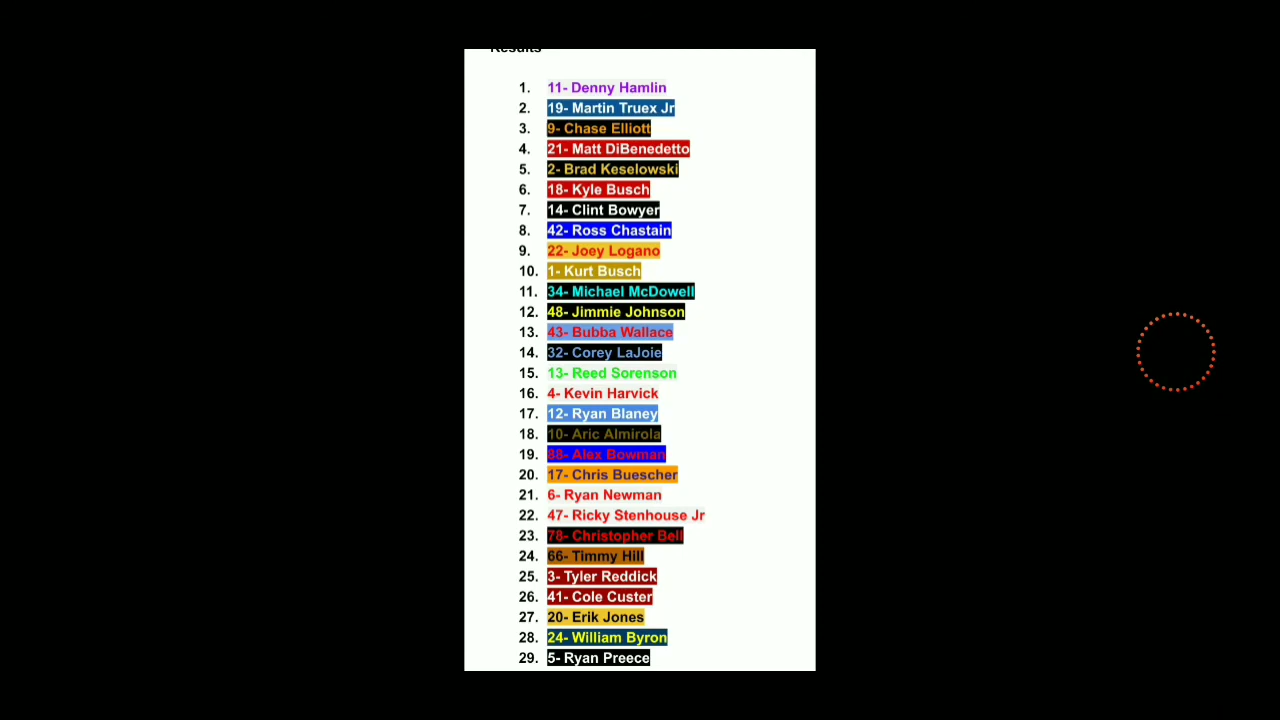 Results
1. 11- Denny Hamlin
2. 19- Martin Truex Jr
3. 9- Chase Elliott
4. 21- Matt DiBenedetto
5. 2- Brad Keselowski
6. 18- Kyle Busch
7. 14- Clint Bowyer
8. 42- Ross Chastain
9. 22- Joey Logano
10. 1- Kurt Busch
11. 34- Michael McDowell
12. 48- Jimmie Johnson
13. 43- Bubba Wallace
14. 32- Corey LaJoie
15. 13- Reed Sorenson
16. 4- Kevin Harvick
17. 12- Ryan Blaney
18. 10- Aric Almirola
19. 88- Alex Bowman
20. 17- Chris Buescher
21. 6- Ryan Newman
22. 47- Ricky Stenhouse Jr
23. 78- Christopher Bell
24. 66- Timmy Hill
25. 3- Tyler Reddick
26. 41- Cole Custer
27. 20- Erik Jones
28. 24- William Byron
29. 5- Ryan Preece